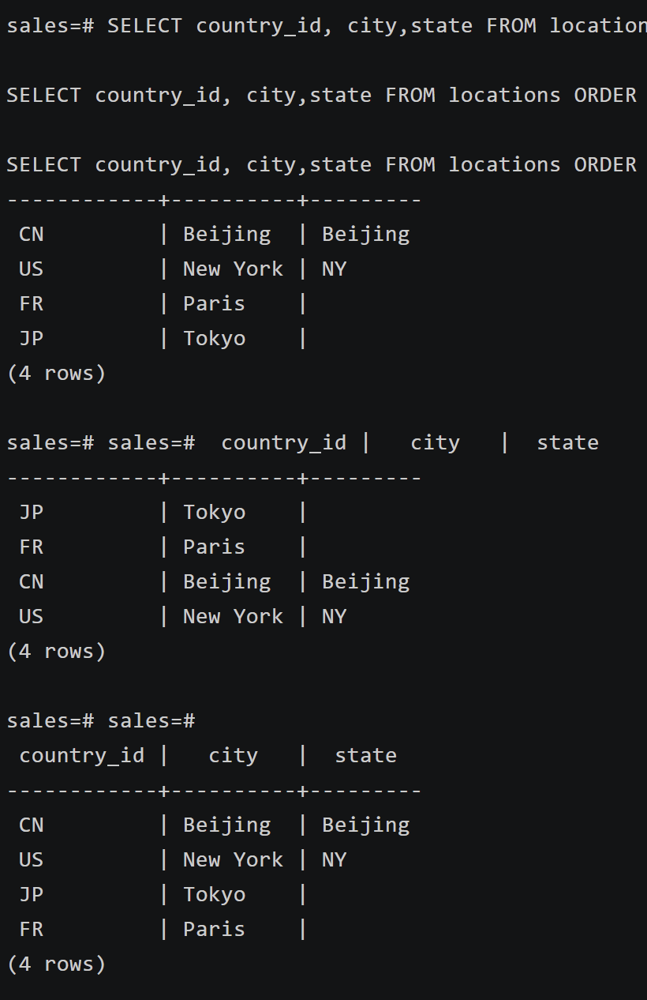 sales=# SELECT country_id, city,state FROM location
SELECT country_id, city,state FROM locations ORDER
SELECT country_id, city,state FROM locations ORDER
------------+----------+---------
 CN         | Beijing  | Beijing
 US         | New York | NY
 FR         | Paris    |
 JP         | Tokyo    |
(4 rows)
sales=# sales=#  country_id |   city   |  state
------------+----------+---------
 JP         | Tokyo    |
 FR         | Paris    |
 CN         | Beijing  | Beijing
 US         | New York | NY
(4 rows)
sales=# sales=#
 country_id |   city   |  state
------------+----------+---------
 CN         | Beijing  | Beijing
 US         | New York | NY
 JP         | Tokyo    |
 FR         | Paris    |
(4 rows)